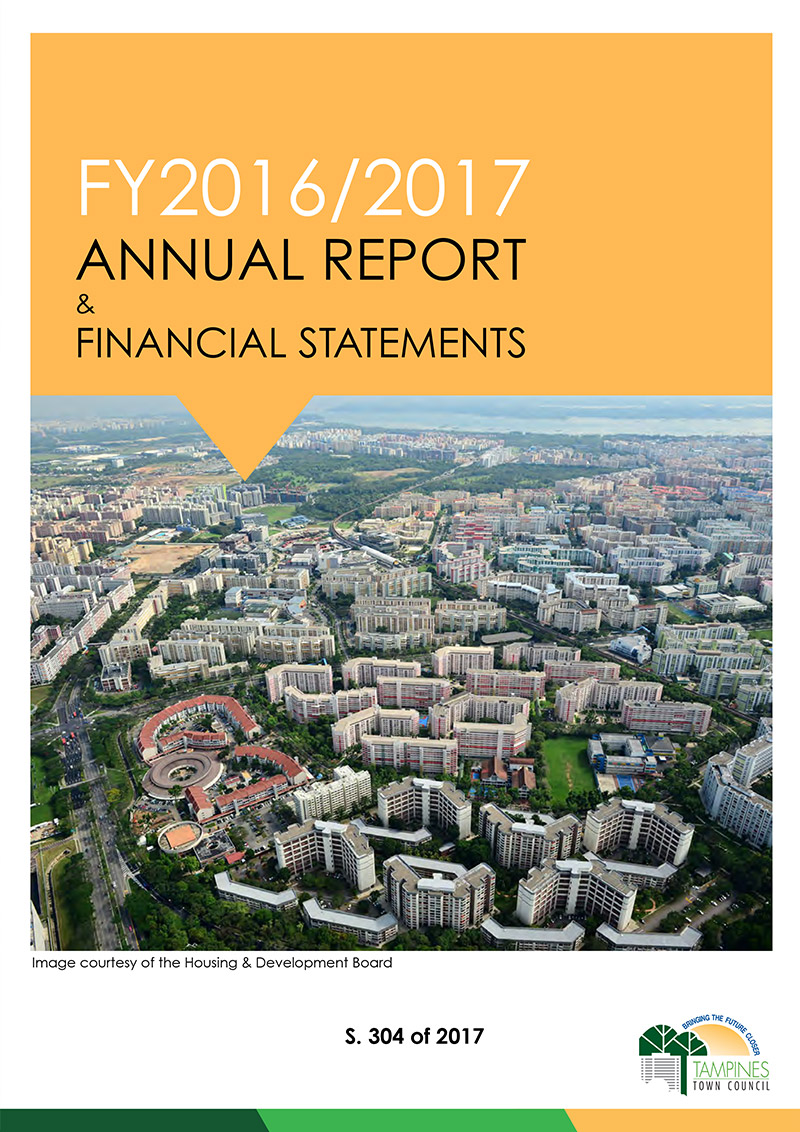 FY2016/2017
ANNUAL REPORT
&
FINANCIAL STATEMENTS
Image courtesy of the Housing & Development Board
S. 304 of 2017
BRINGING THE FUTURE CLOSER
TAMPINES
TOWN COUNCIL